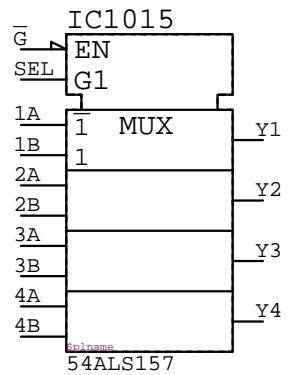 IC1015
G̅ EN
SEL G1
1A 1̅ MUX Y1
1B 1
2A Y2
2B
3A Y3
3B
4A Y4
4B
$plname
54ALS157